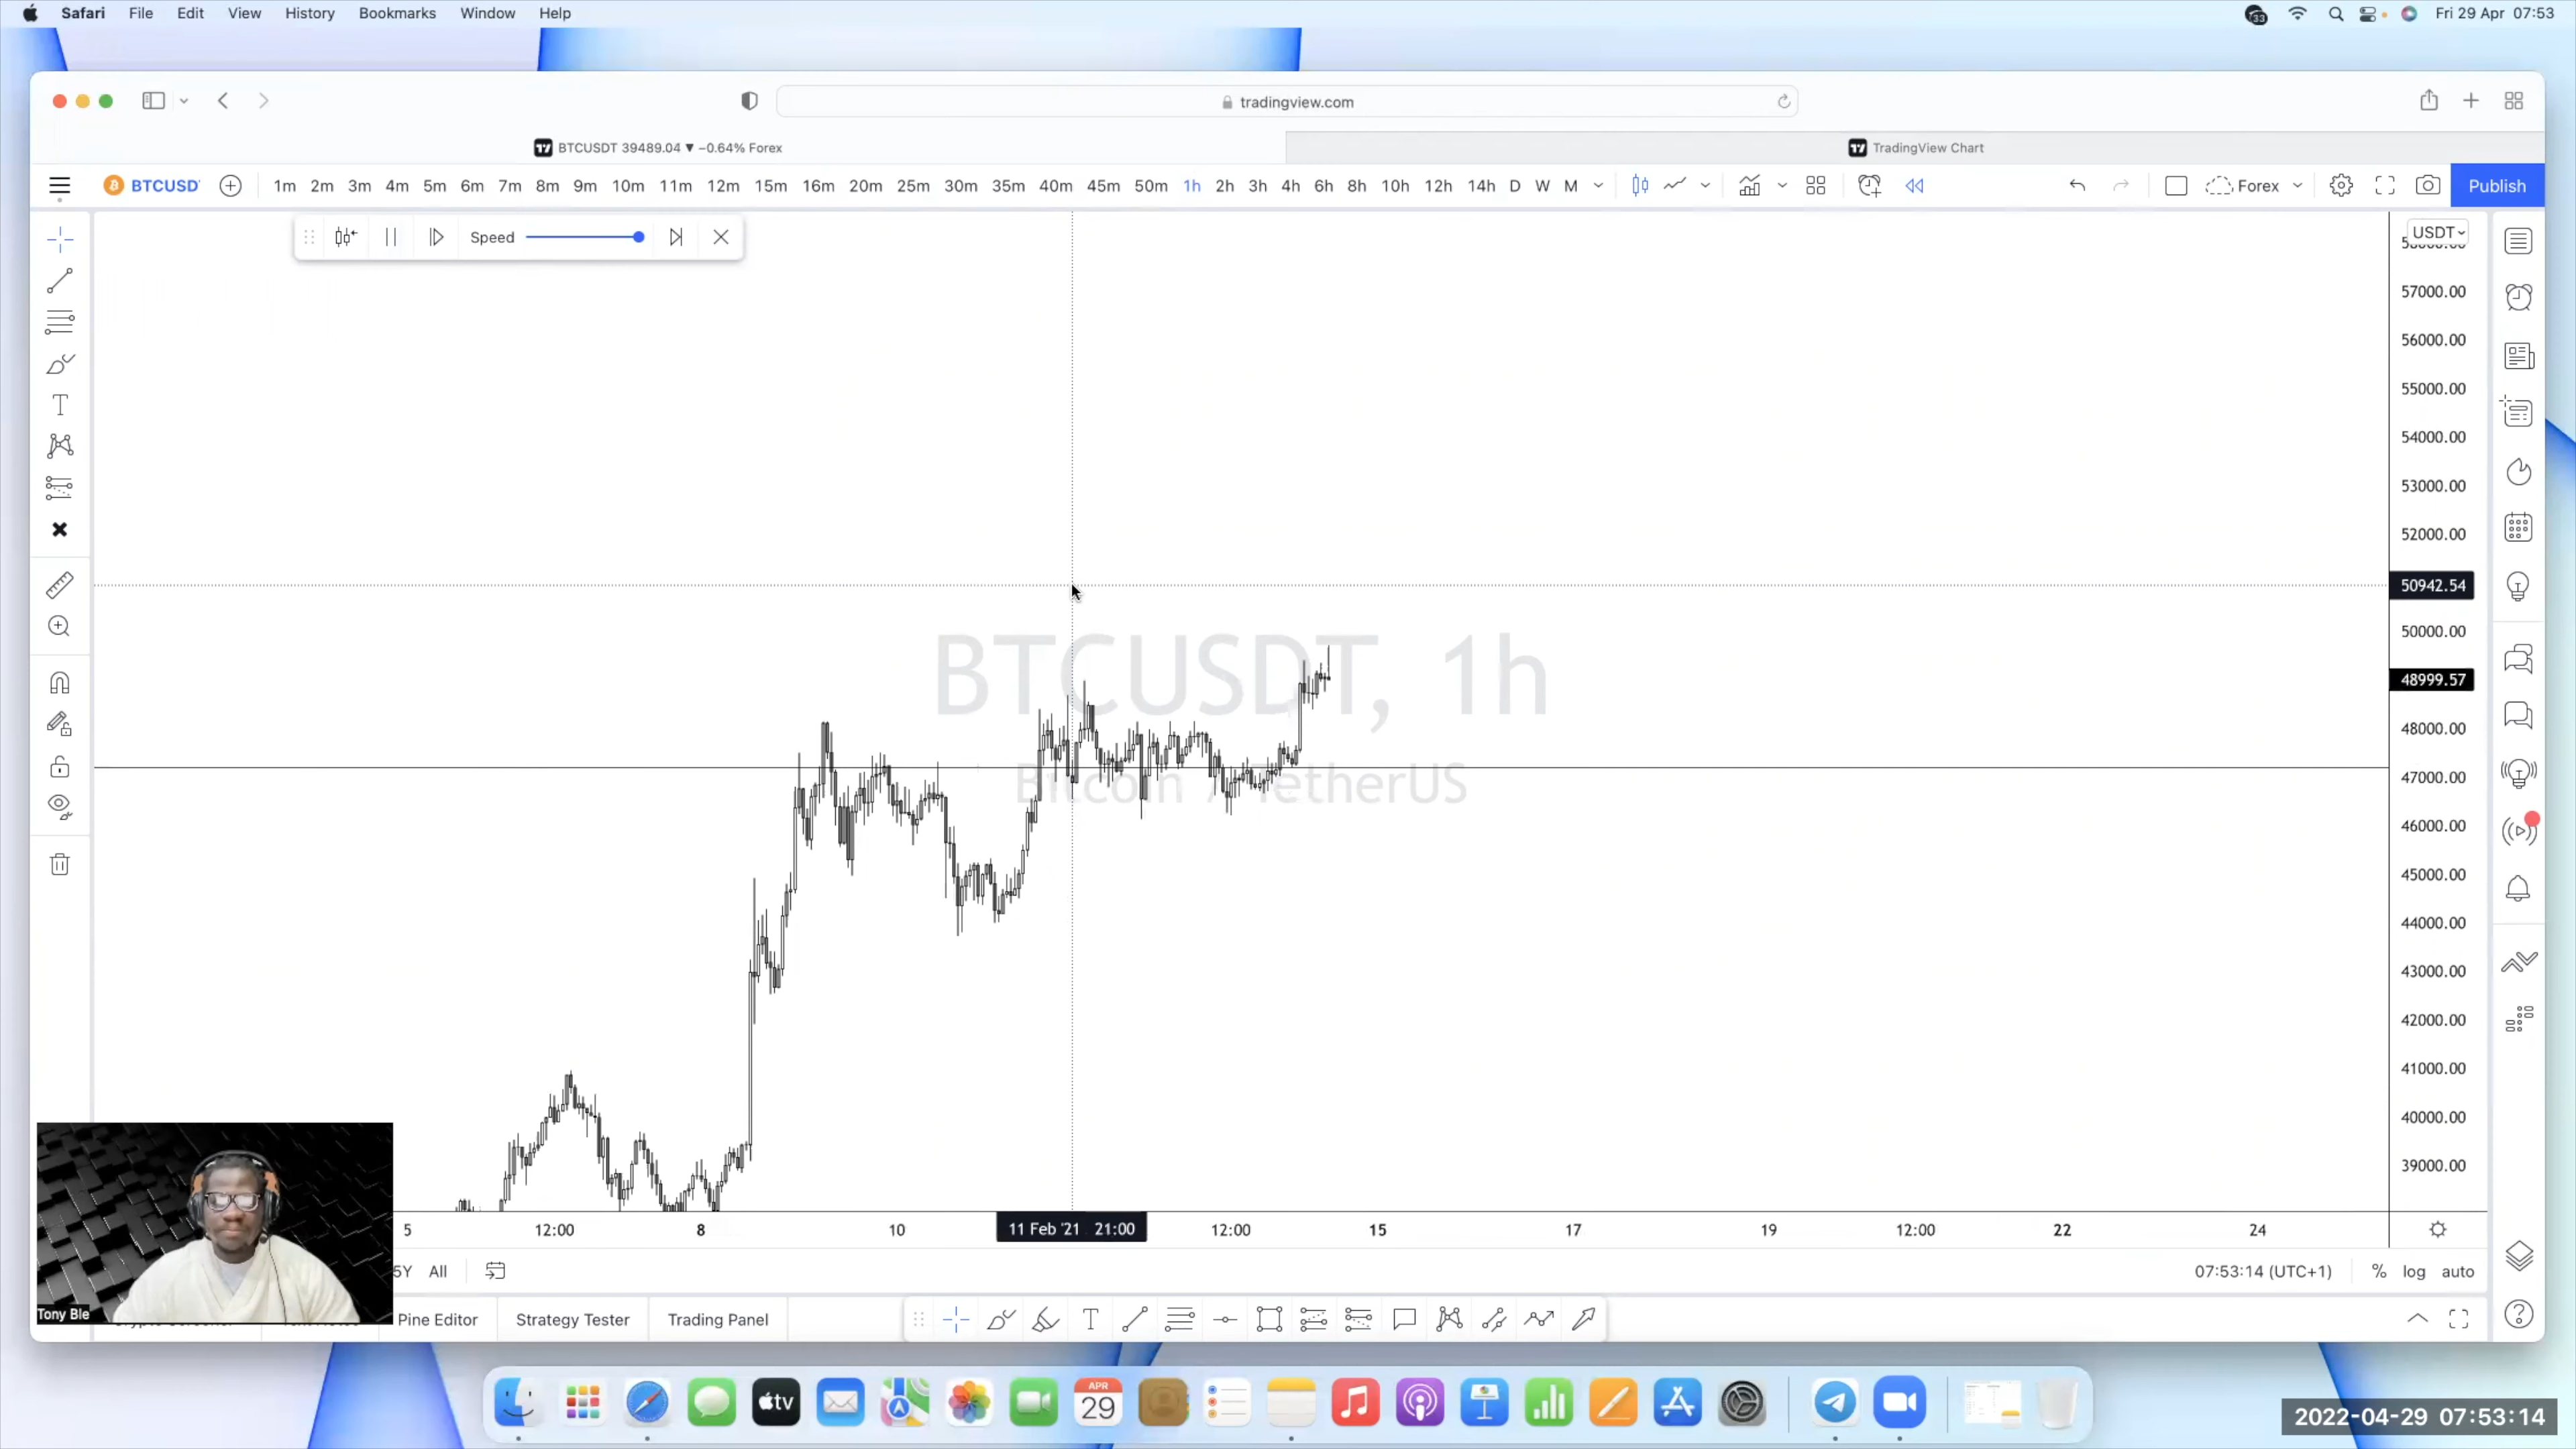 Safari File Edit View History Bookmarks Window Help
33
Fri 29 Apr 07:53
tradingview.com
BTCUSDT 39489.04 ▼ −0.64% Forex
TradingView Chart
BTCUSD
1m 2m 3m 4m 5m 6m 7m 8m 9m 10m 11m 12m 15m 16m 20m 25m 30m 35m 40m 45m 50m 1h 2h 3h 4h 6h 8h 10h 12h 14h D W M
Forex
Publish
Speed
USDT
57000.00
56000.00
55000.00
54000.00
53000.00
52000.00
50942.54
50000.00
48999.57
48000.00
47000.00
46000.00
45000.00
44000.00
43000.00
42000.00
41000.00
40000.00
39000.00
BTCUSDT, 1h
Bitcoin / TetherUS
5 12:00 8 10 11 Feb '21 21:00 12:00 15 17 19 12:00 22 24
5Y All
07:53:14 (UTC+1) % log auto
Tony Ble
Pine Editor Strategy Tester Trading Panel
tv
APR
29
2022-04-29 07:53:14